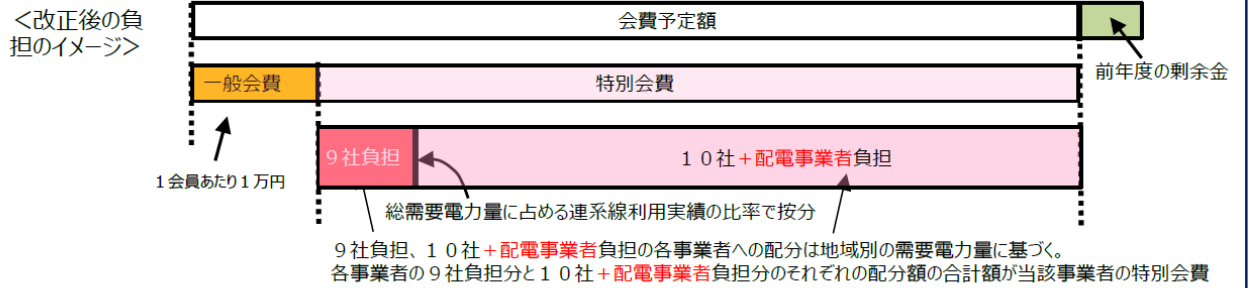 ＜改正後の負
担のイメージ＞
会費予定額
前年度の剰余金
一般会費
特別会費
９社負担
１０社＋配電事業者負担
１会員あたり１万円
総需要電力量に占める連系線利用実績の比率で按分
９社負担、１０社＋配電事業者負担の各事業者への配分は地域別の需要電力量に基づく。
各事業者の９社負担分と１０社＋配電事業者負担分のそれぞれの配分額の合計額が当該事業者の特別会費